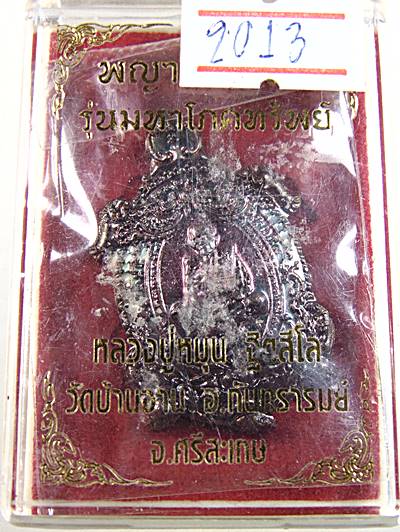 2013
พญา
รุ่นมหาโภคทรัพย์
หลวงปู่หมุน ฐิตสีโล
วัดบ้านจาน อ.กันทรารมย์
จ.ศรีสะเกษ